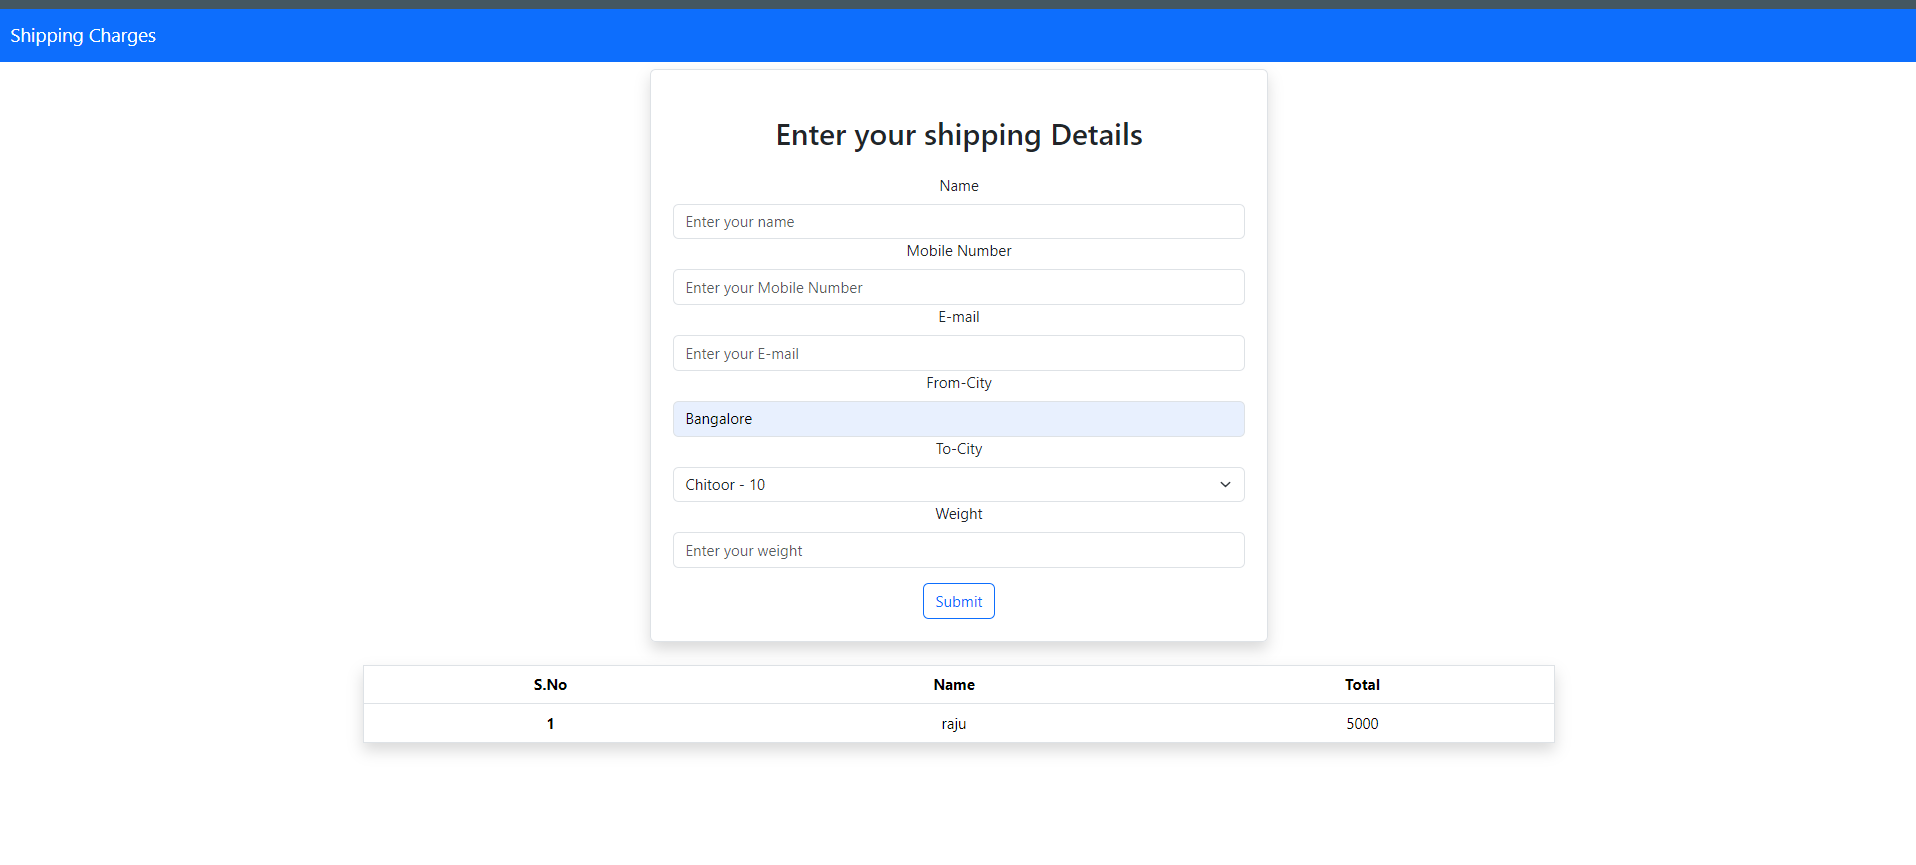 Shipping Charges
Enter your shipping Details
Name
Enter your name
Mobile Number
Enter your Mobile Number
E-mail
Enter your E-mail
From-City
Bangalore
To-City
Chitoor - 10
Weight
Enter your weight
Submit
S.No Name Total
1 raju 5000